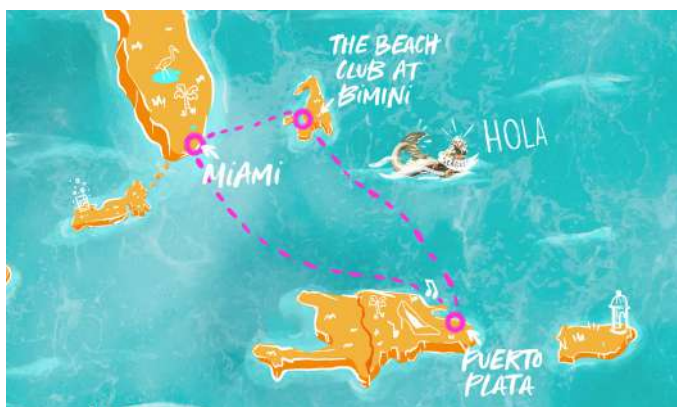 THE BEACH
CLUB AT
BIMINI
HOLA
MIAMI
PUERTO
PLATA